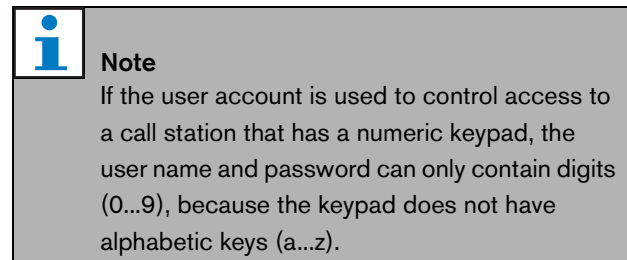 Note
If the user account is used to control access to
a call station that has a numeric keypad, the
user name and password can only contain digits
(0...9), because the keypad does not have
alphabetic keys (a...z).